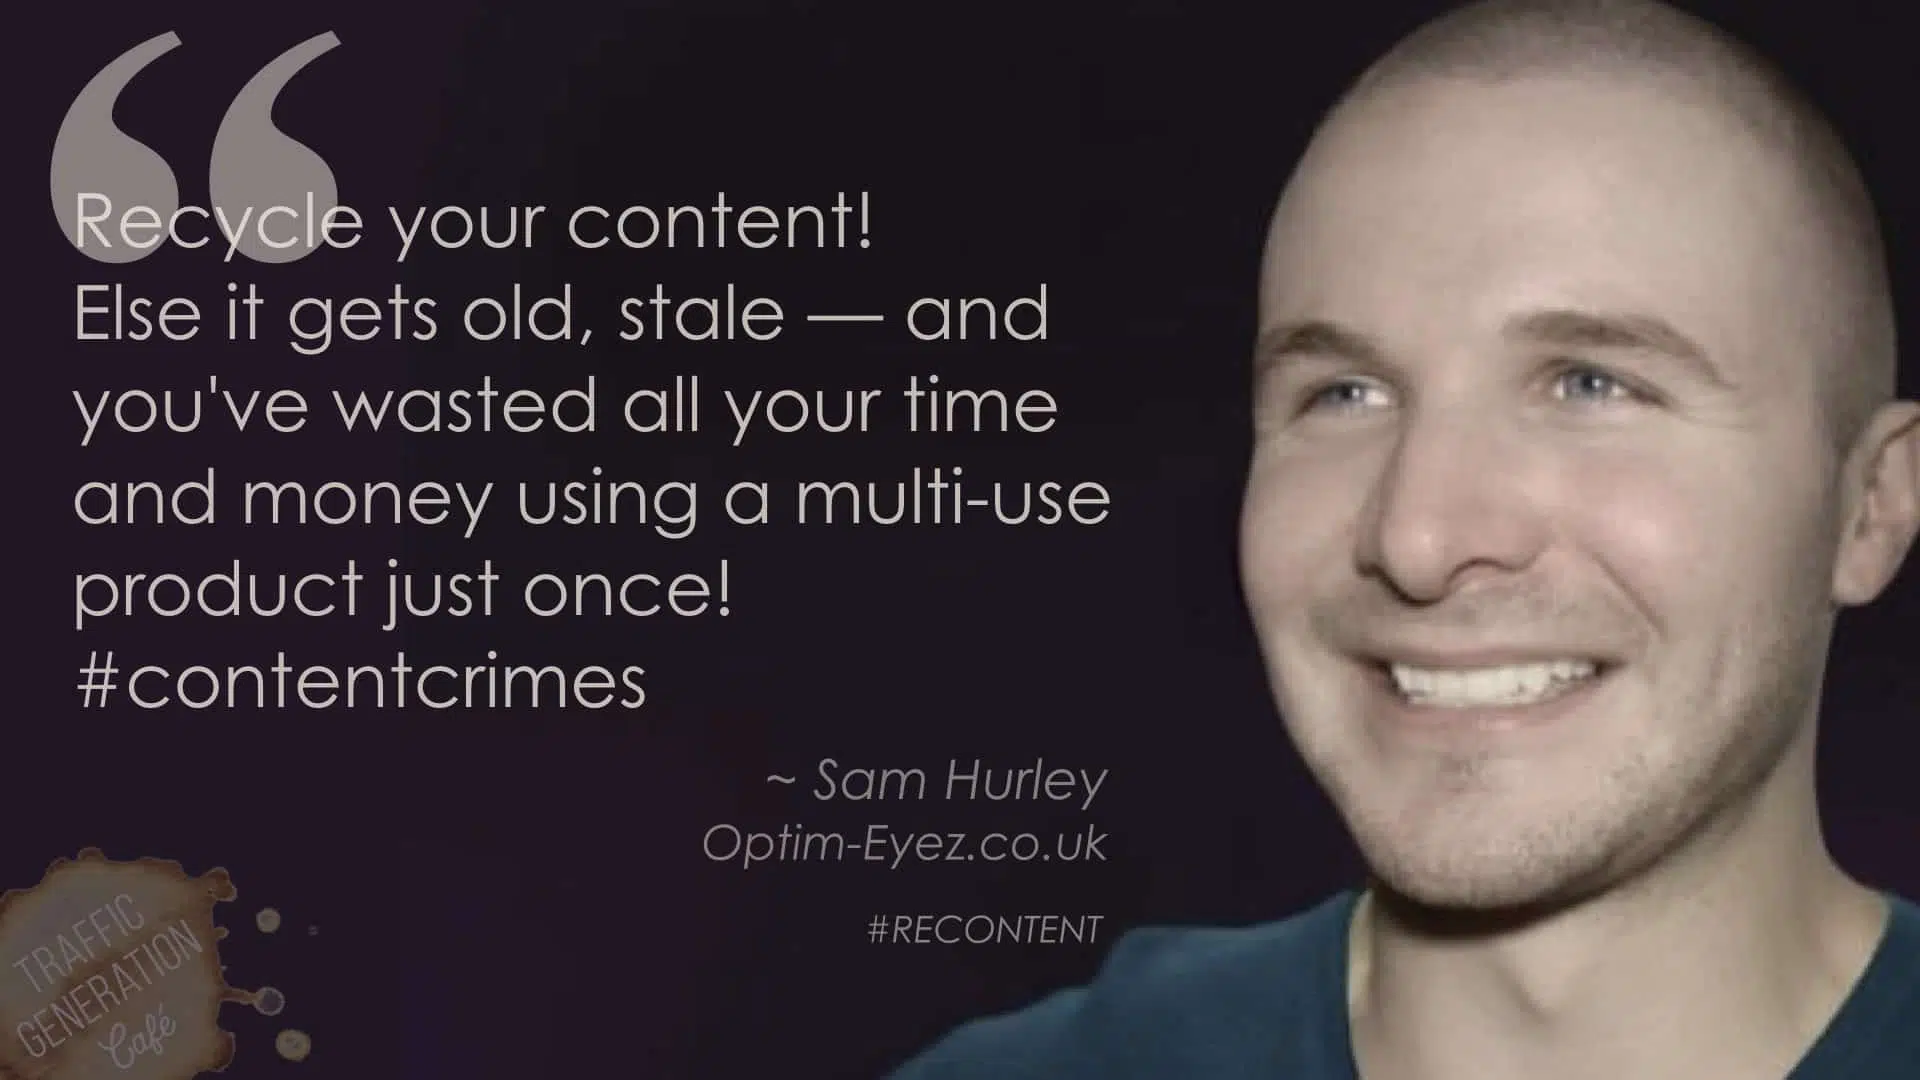 Recycle your content!
Else it gets old, stale — and
you've wasted all your time
and money using a multi-use
product just once!
#contentcrimes
~ Sam Hurley
Optim-Eyez.co.uk
#RECONTENT
TRAFFIC
GENERATION
Café